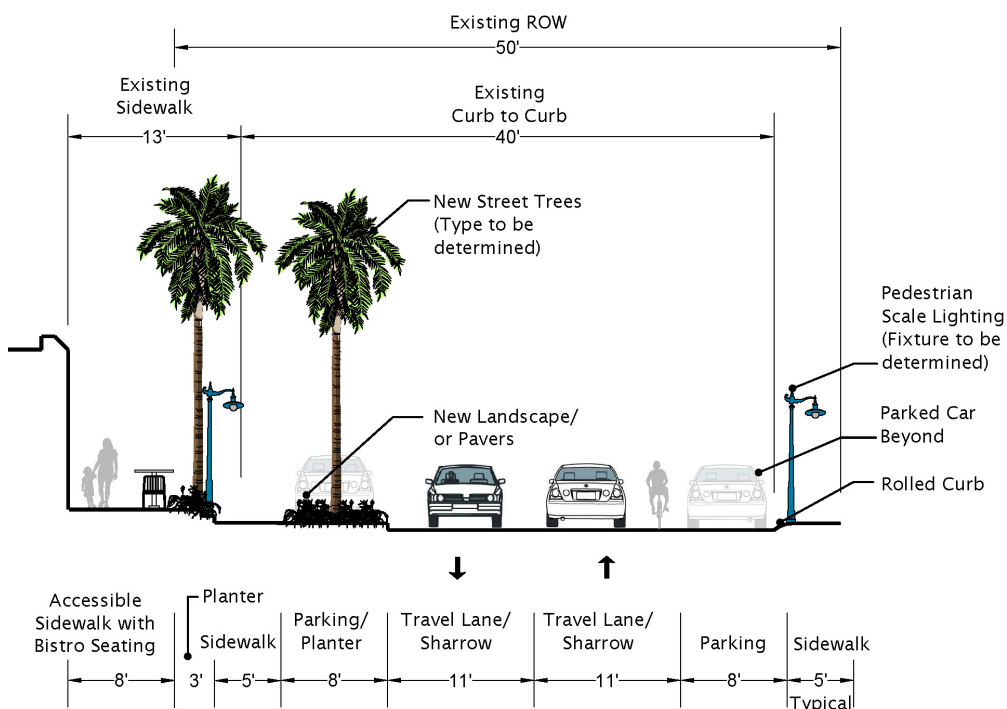 Existing ROW
50'
Existing
Sidewalk
13'
Existing
Curb to Curb
40'
New Street Trees
(Type to be
determined)
Pedestrian
Scale Lighting
(Fixture to be
determined)
New Landscape/
or Pavers
Parked Car
Beyond
Rolled Curb
Accessible
Sidewalk with
Bistro Seating
8'
Planter
3'
Sidewalk
5'
Parking/
Planter
8'
Travel Lane/
Sharrow
11'
Travel Lane/
Sharrow
11'
Parking
8'
Sidewalk
5'
Typical